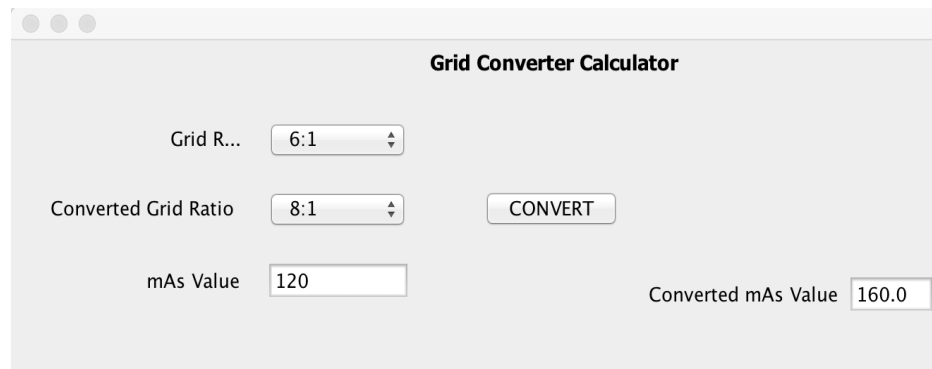 Grid Converter Calculator
Grid R... 6:1
Converted Grid Ratio 8:1 CONVERT
mAs Value 120
Converted mAs Value 160.0